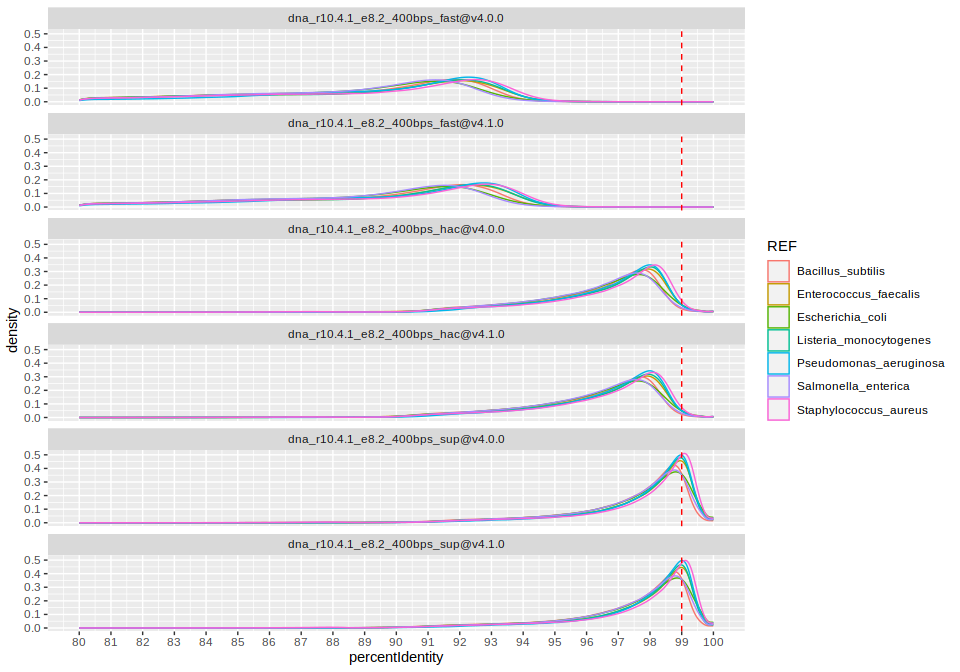 dna_r10.4.1_e8.2_400bps_fast@v4.0.0
0.5
0.4
0.3
0.2
0.1
0.0
dna_r10.4.1_e8.2_400bps_fast@v4.1.0
0.5
0.4
0.3
0.2
0.1
0.0
dna_r10.4.1_e8.2_400bps_hac@v4.0.0
0.5
0.4
0.3
0.2
0.1
0.0
density
dna_r10.4.1_e8.2_400bps_hac@v4.1.0
0.5
0.4
0.3
0.2
0.1
0.0
dna_r10.4.1_e8.2_400bps_sup@v4.0.0
0.5
0.4
0.3
0.2
0.1
0.0
dna_r10.4.1_e8.2_400bps_sup@v4.1.0
0.5
0.4
0.3
0.2
0.1
0.0
80 81 82 83 84 85 86 87 88 89 90 91 92 93 94 95 96 97 98 99 100
percentIdentity
REF
Bacillus_subtilis
Enterococcus_faecalis
Escherichia_coli
Listeria_monocytogenes
Pseudomonas_aeruginosa
Salmonella_enterica
Staphylococcus_aureus